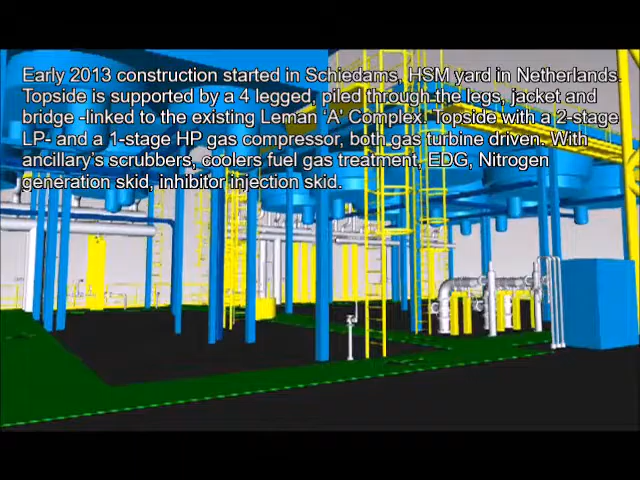 Early 2013 construction started in Schiedams, HSM yard in Netherlands.
Topside is supported by a 4 legged, piled through the legs, jacket and
bridge -linked to the existing Leman ‘A’ Complex. Topside with a 2-stage
LP- and a 1-stage HP gas compressor, both gas turbine driven. With
ancillary’s scrubbers, coolers fuel gas treatment, EDG, Nitrogen
generation skid, inhibitor injection skid.